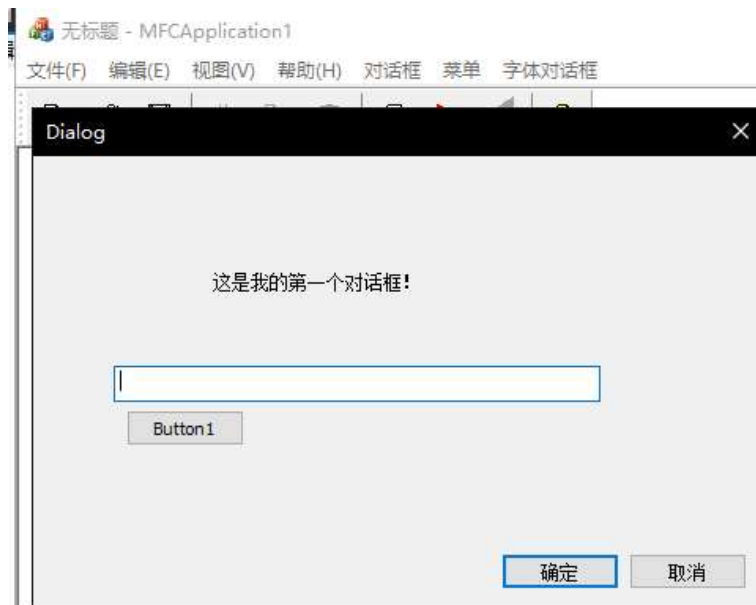 无标题 - MFCApplication1
文件(F) 编辑(E) 视图(V) 帮助(H) 对话框 菜单 字体对话框
Dialog
这是我的第一个对话框!
Button1
确定 取消